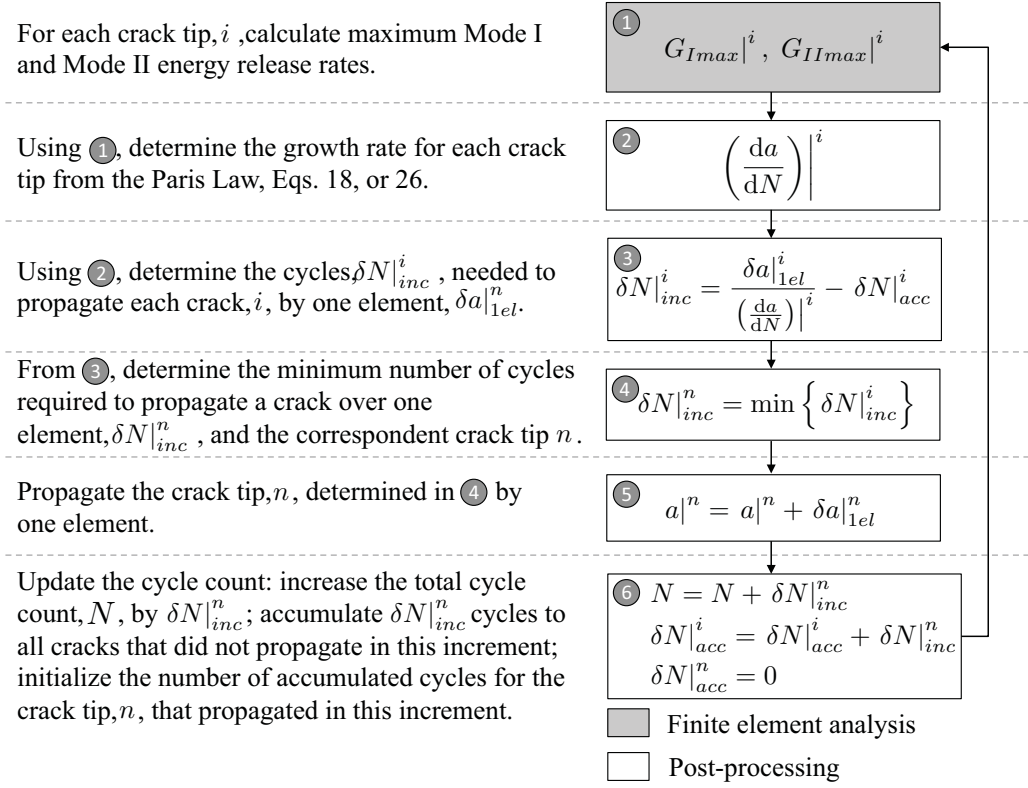 For each crack tip, i ,calculate maximum Mode I
and Mode II energy release rates.
1
G_{Imax}|^i , G_{IImax}|^i
Using 1, determine the growth rate for each crack
tip from the Paris Law, Eqs. 18, or 26.
2
(da/dN)|^i
Using 2, determine the cycles,δN|^i_{inc} , needed to
propagate each crack,i, by one element, δa|^n_{1el}.
3
δN|^i_{inc} = δa|^i_{1el} / (da/dN)|^i − δN|^i_{acc}
From 3, determine the minimum number of cycles
required to propagate a crack over one
element,δN|^n_{inc} , and the correspondent crack tip n.
4
δN|^n_{inc} = min { δN|^i_{inc} }
Propagate the crack tip,n, determined in 4 by
one element.
5
a|^n = a|^n + δa|^n_{1el}
Update the cycle count: increase the total cycle
count, N, by δN|^n_{inc}; accumulate δN|^n_{inc} cycles to
all cracks that did not propagate in this increment;
initialize the number of accumulated cycles for the
crack tip,n, that propagated in this increment.
6
N = N + δN|^n_{inc}
δN|^i_{acc} = δN|^i_{acc} + δN|^n_{inc}
δN|^n_{acc} = 0
Finite element analysis
Post-processing